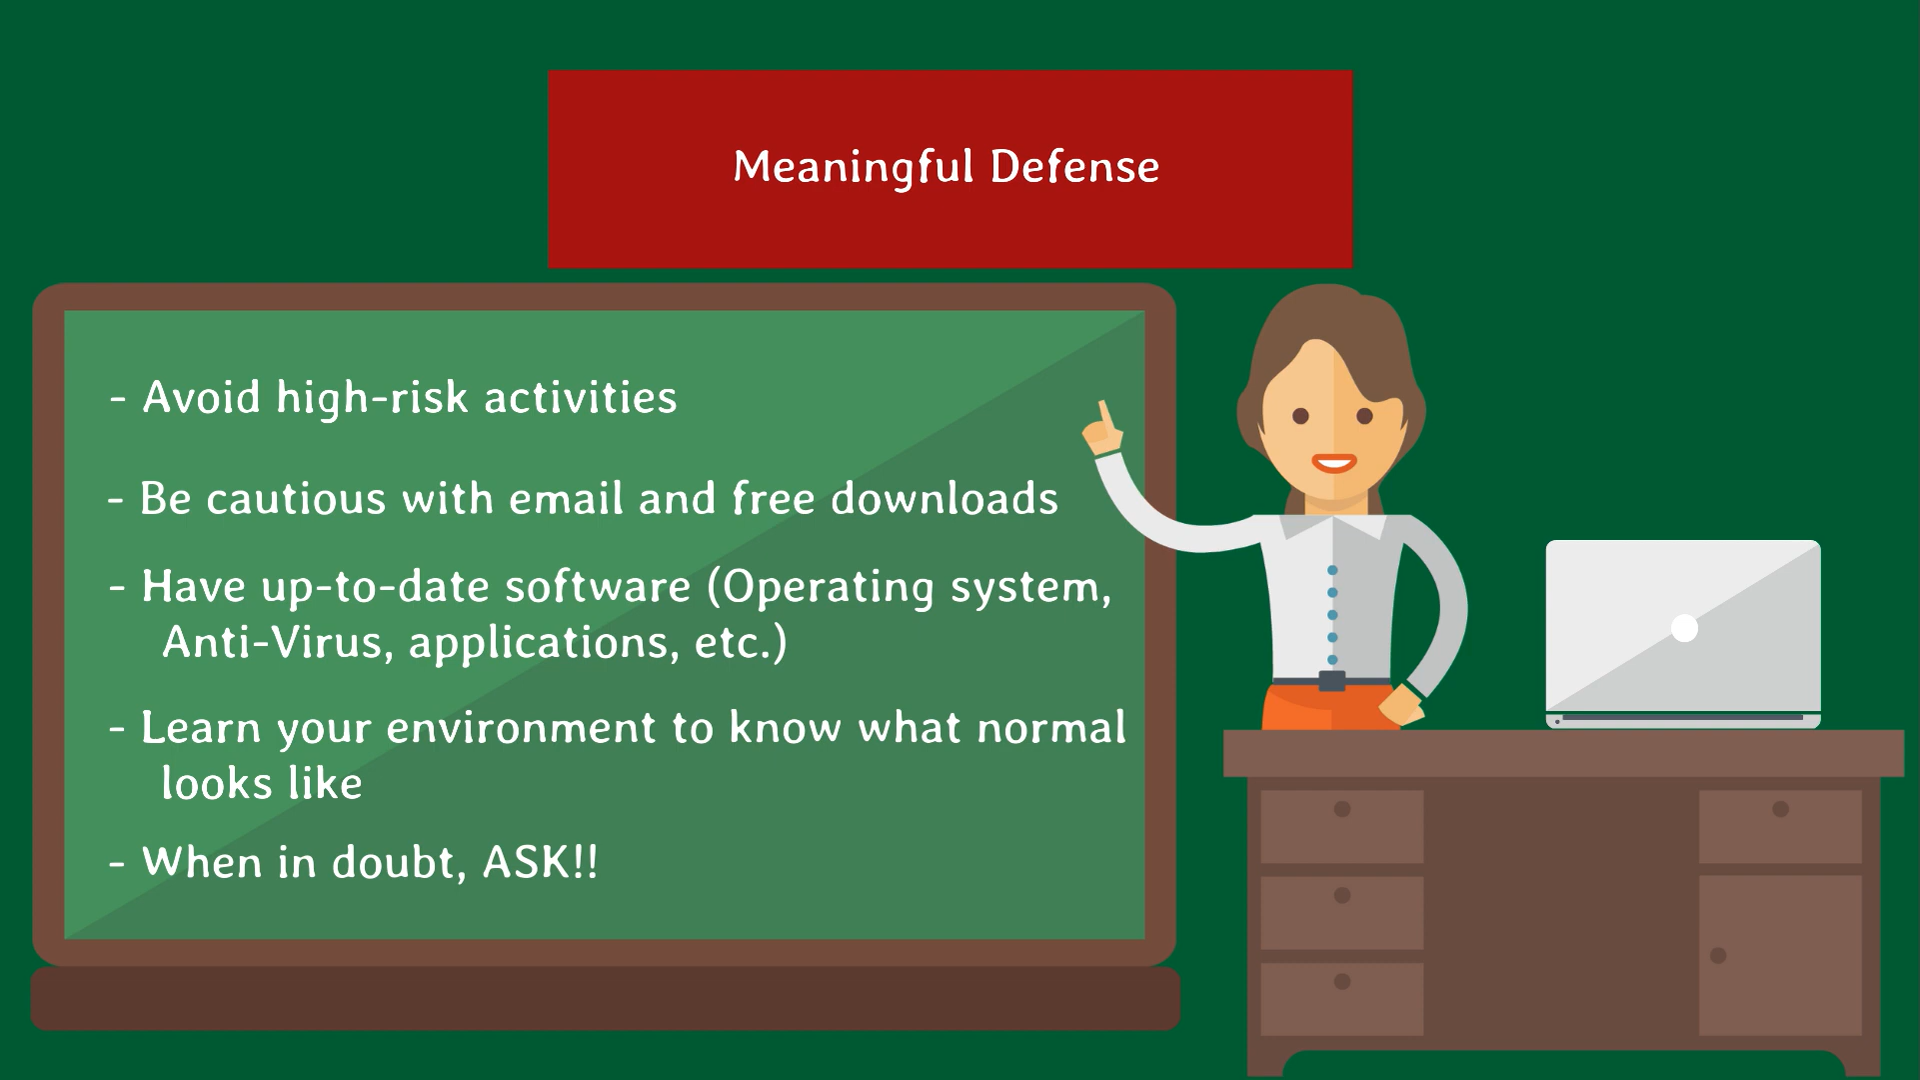 Meaningful Defense
- Avoid high-risk activities
- Be cautious with email and free downloads
- Have up-to-date software (Operating system,
Anti-Virus, applications, etc.)
- Learn your environment to know what normal
looks like
- When in doubt, ASK!!